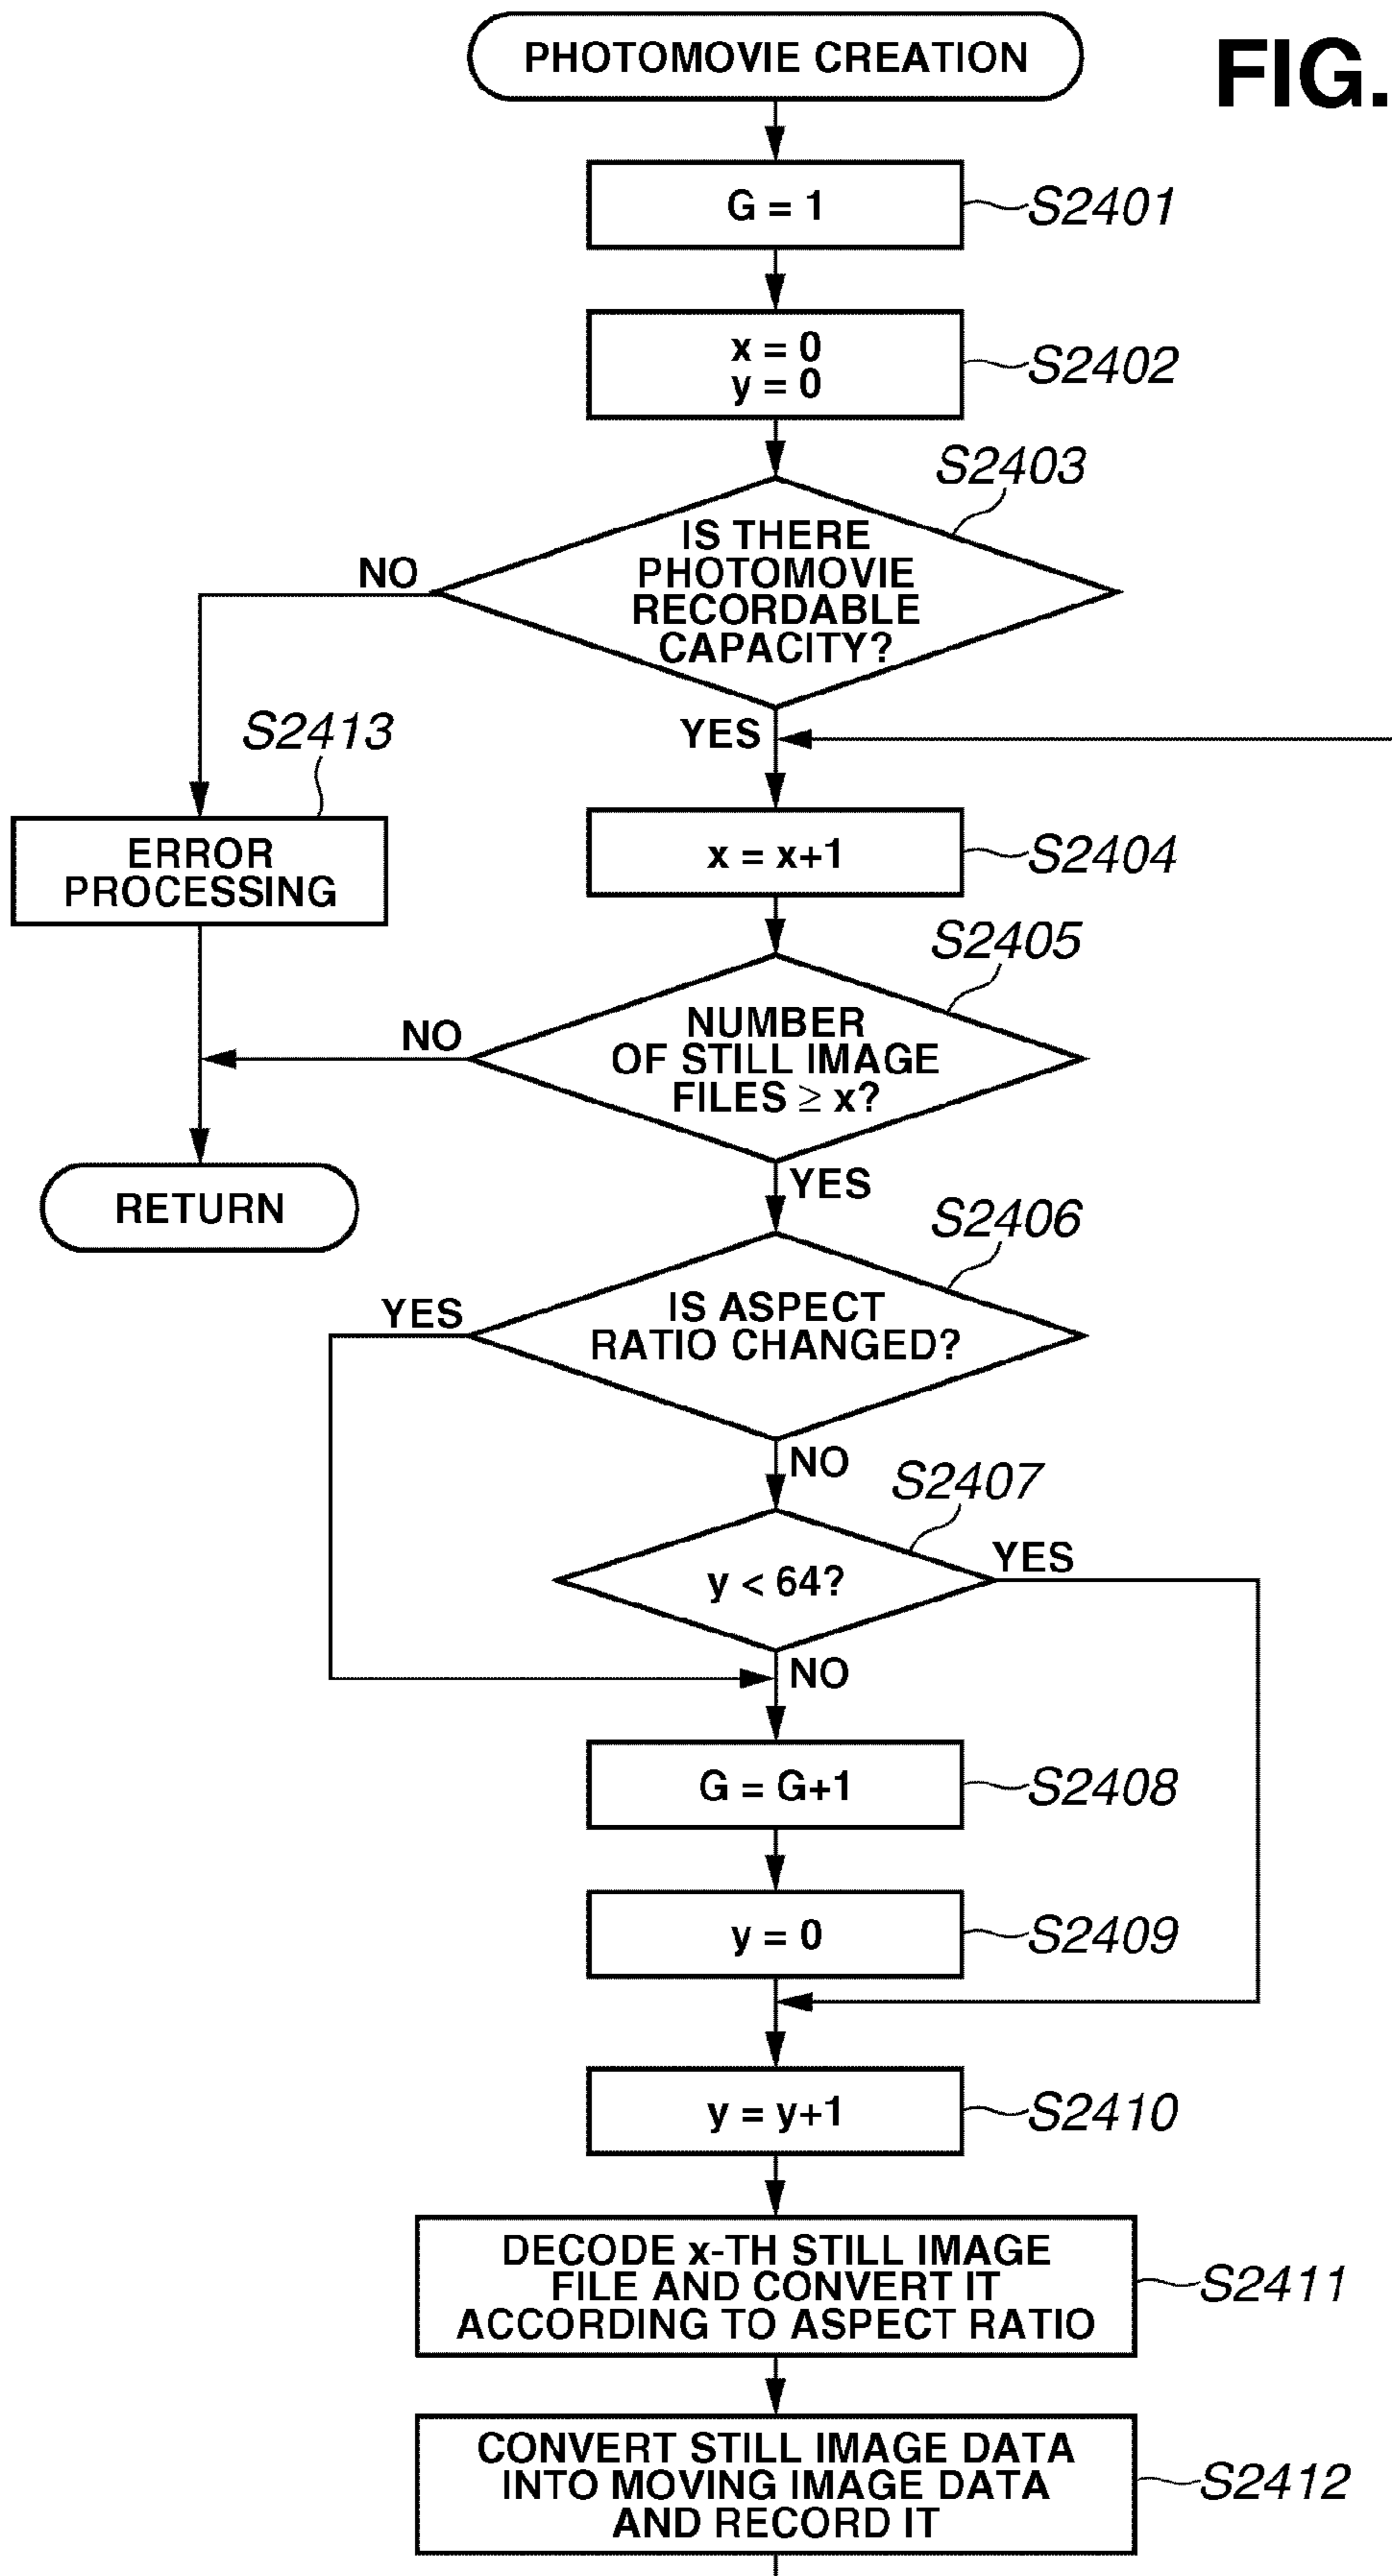 PHOTOMOVIE CREATION
FIG.
G = 1
S2401
x = 0
y = 0
S2402
S2403
IS THERE
PHOTOMOVIE
RECORDABLE
CAPACITY?
NO
YES
S2413
ERROR
PROCESSING
x = x+1
S2404
S2405
NUMBER
OF STILL IMAGE
FILES ≥ x?
NO
YES
RETURN
S2406
IS ASPECT
RATIO CHANGED?
YES
NO
S2407
y < 64?
YES
NO
G = G+1
S2408
y = 0
S2409
y = y+1
S2410
DECODE x-TH STILL IMAGE
FILE AND CONVERT IT
ACCORDING TO ASPECT RATIO
S2411
CONVERT STILL IMAGE DATA
INTO MOVING IMAGE DATA
AND RECORD IT
S2412